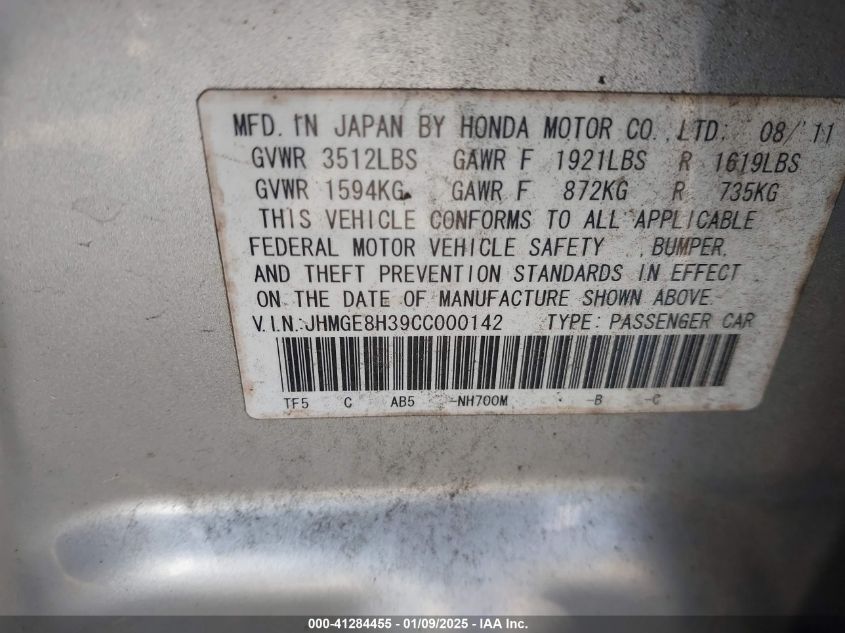 MFD. IN JAPAN BY HONDA MOTOR CO., LTD. 08/'11
GVWR 3512LBS GAWR F 1921LBS R 1619LBS
GVWR 1594KG GAWR F 872KG R 735KG
THIS VEHICLE CONFORMS TO ALL APPLICABLE
FEDERAL MOTOR VEHICLE SAFETY , BUMPER,
AND THEFT PREVENTION STANDARDS IN EFFECT
ON THE DATE OF MANUFACTURE SHOWN ABOVE
V.I.N.:JHMGE8H39CC000142 TYPE:PASSENGER CAR
TF5 C AB5 -NH700M -B -C
000-41284455 - 01/09/2025 - IAA Inc.